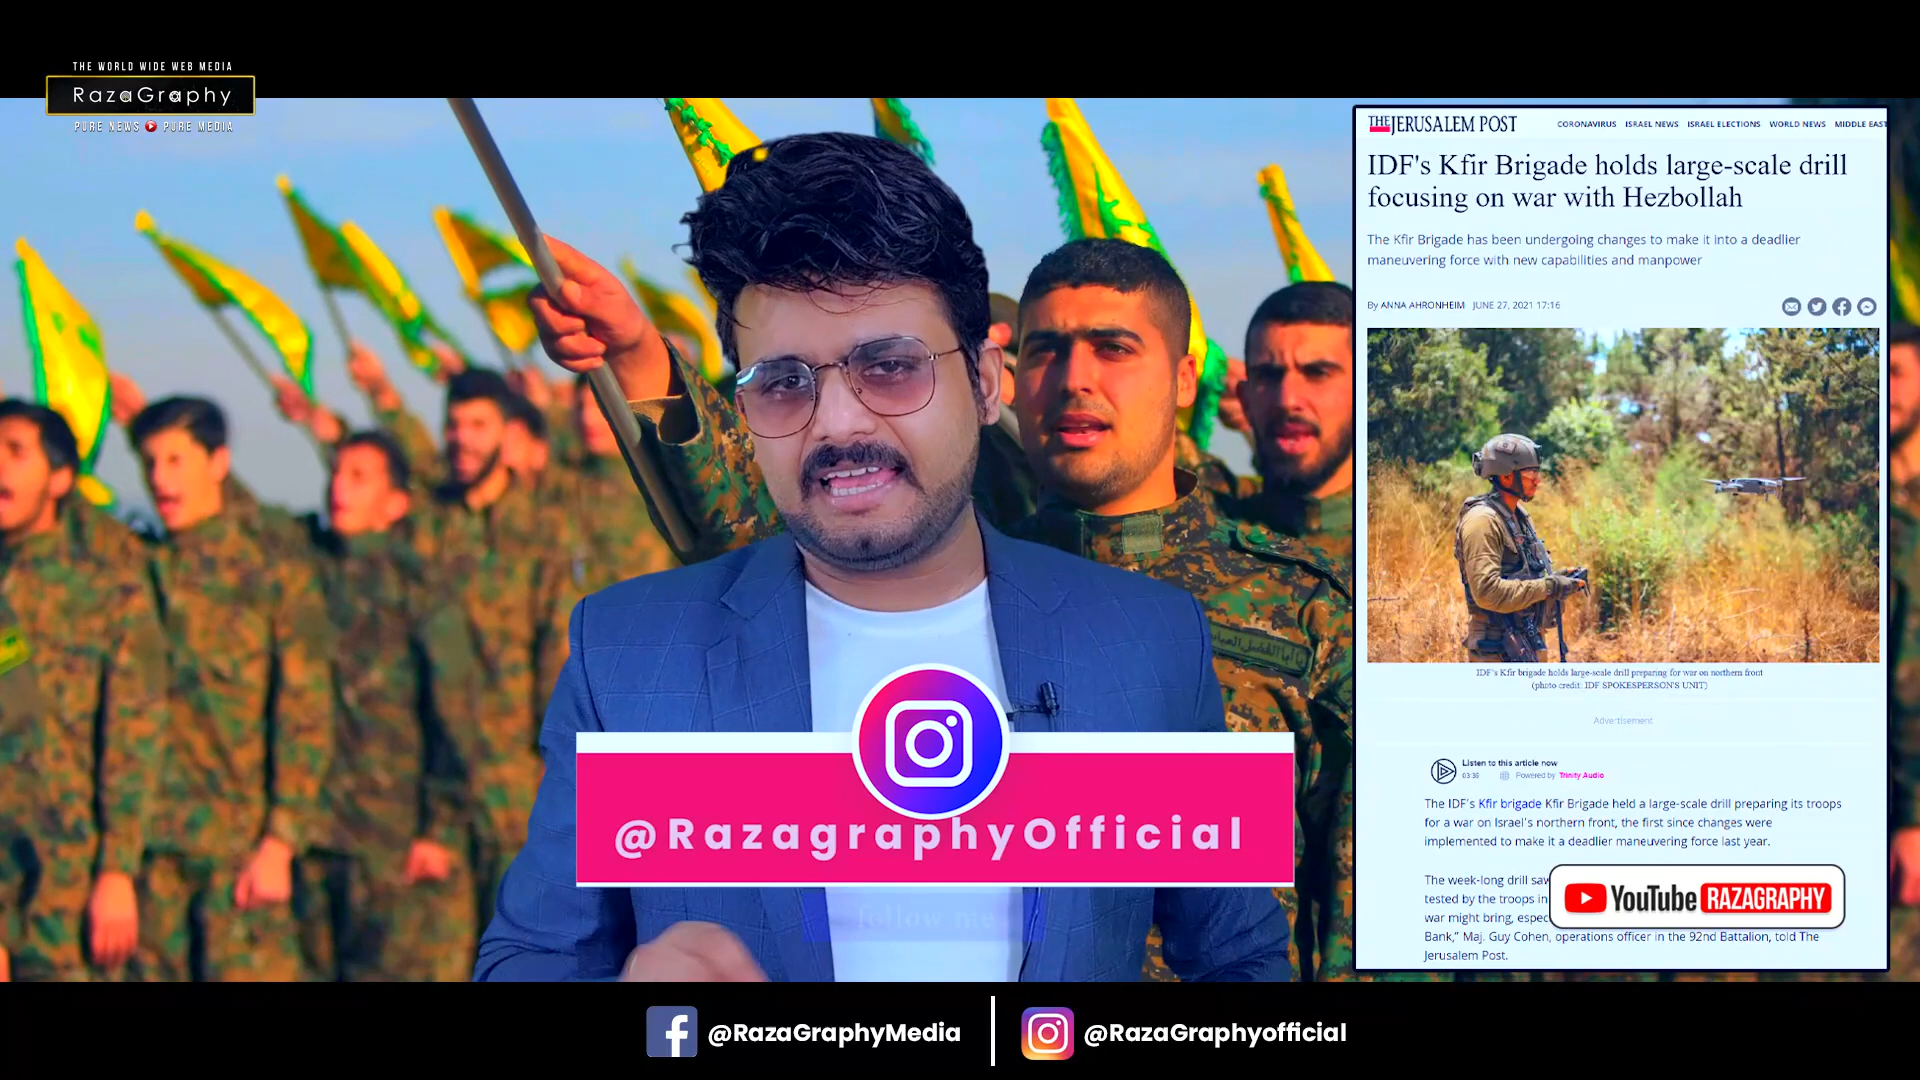 THE WORLD WIDE WEB MEDIA
RazaGraphy
PURE NEWS PURE MEDIA
THE JERUSALEM POST
CORONAVIRUS ISRAEL NEWS ISRAEL ELECTIONS WORLD NEWS MIDDLE EAST
IDF's Kfir Brigade holds large-scale drill
focusing on war with Hezbollah
The Kfir Brigade has been undergoing changes to make it into a deadlier
maneuvering force with new capabilities and manpower
By ANNA AHRONHEIM JUNE 27, 2021 17:16
IDF's Kfir brigade holds large-scale drill preparing for war on northern front
(photo credit: IDF SPOKESPERSON'S UNIT)
Advertisement
Listen to this article now
03:36 Powered by Trinity Audio
The IDF's Kfir brigade Kfir Brigade held a large-scale drill preparing its troops
for a war on Israel's northern front, the first since changes were
implemented to make it a deadlier maneuvering force last year.
The week-long drill saw
tested by the troops in
war might bring, espec
Bank," Maj. Guy Cohen, operations officer in the 92nd Battalion, told The
Jerusalem Post.
YouTube RAZAGRAPHY
@RazagraphyOfficial
follow me
@RazaGraphyMedia
@RazaGraphyofficial